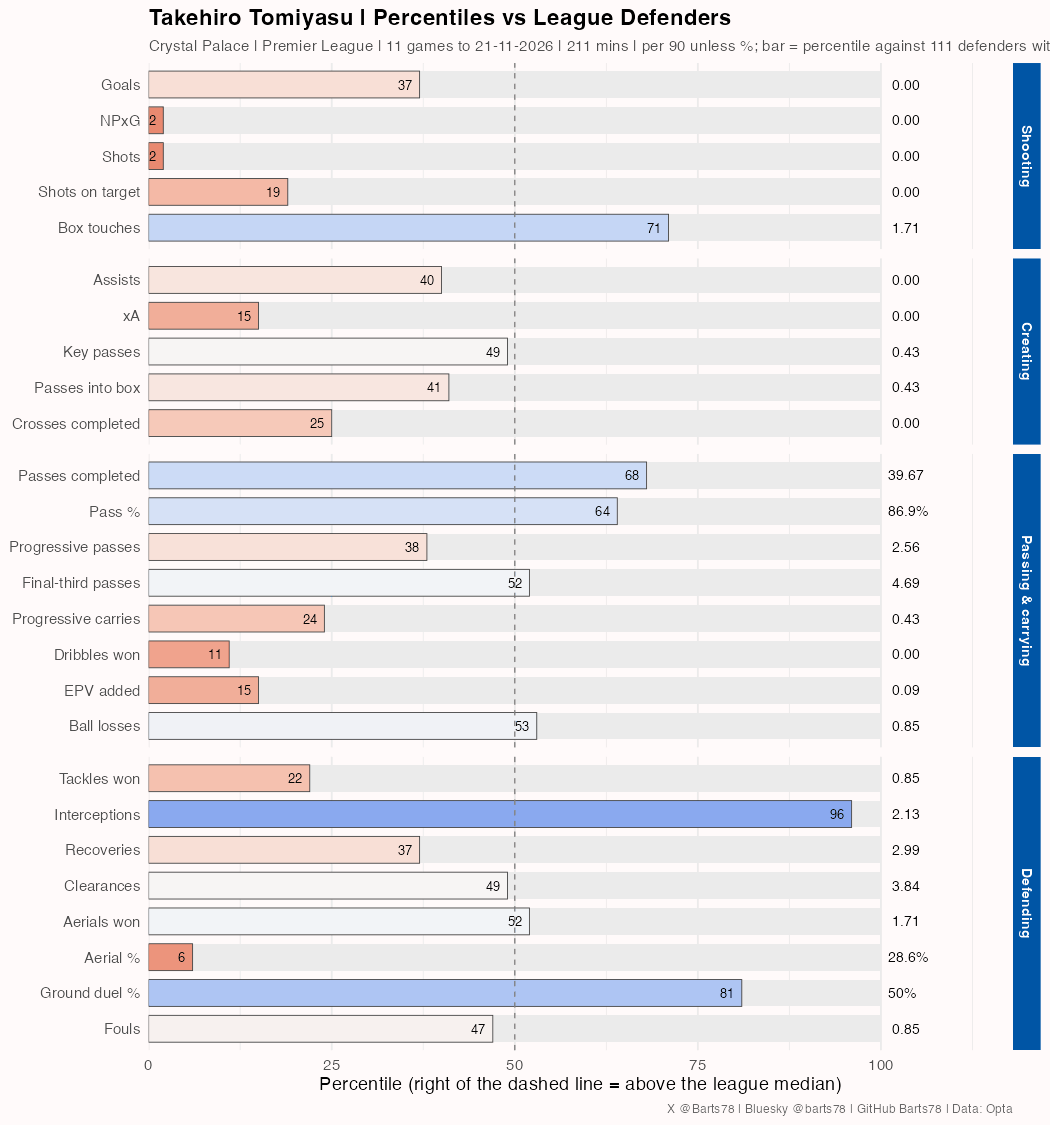 Takehiro Tomiyasu | Percentiles vs League Defenders
Crystal Palace | Premier League | 11 games to 21-11-2026 | 211 mins | per 90 unless %; bar = percentile against 111 defenders wit
Goals 37 0.00
NPxG 2 0.00
Shots 2 0.00
Shots on target 19 0.00
Box touches 71 1.71
Shooting
Assists 40 0.00
xA 15 0.00
Key passes 49 0.43
Passes into box 41 0.43
Crosses completed 25 0.00
Creating
Passes completed 68 39.67
Pass % 64 86.9%
Progressive passes 38 2.56
Final-third passes 52 4.69
Progressive carries 24 0.43
Dribbles won 11 0.00
EPV added 15 0.09
Ball losses 53 0.85
Passing & carrying
Tackles won 22 0.85
Interceptions 96 2.13
Recoveries 37 2.99
Clearances 49 3.84
Aerials won 52 1.71
Aerial % 6 28.6%
Ground duel % 81 50%
Fouls 47 0.85
Defending
0 25 50 75 100
Percentile (right of the dashed line = above the league median)
X @Barts78 | Bluesky @barts78 | GitHub Barts78 | Data: Opta